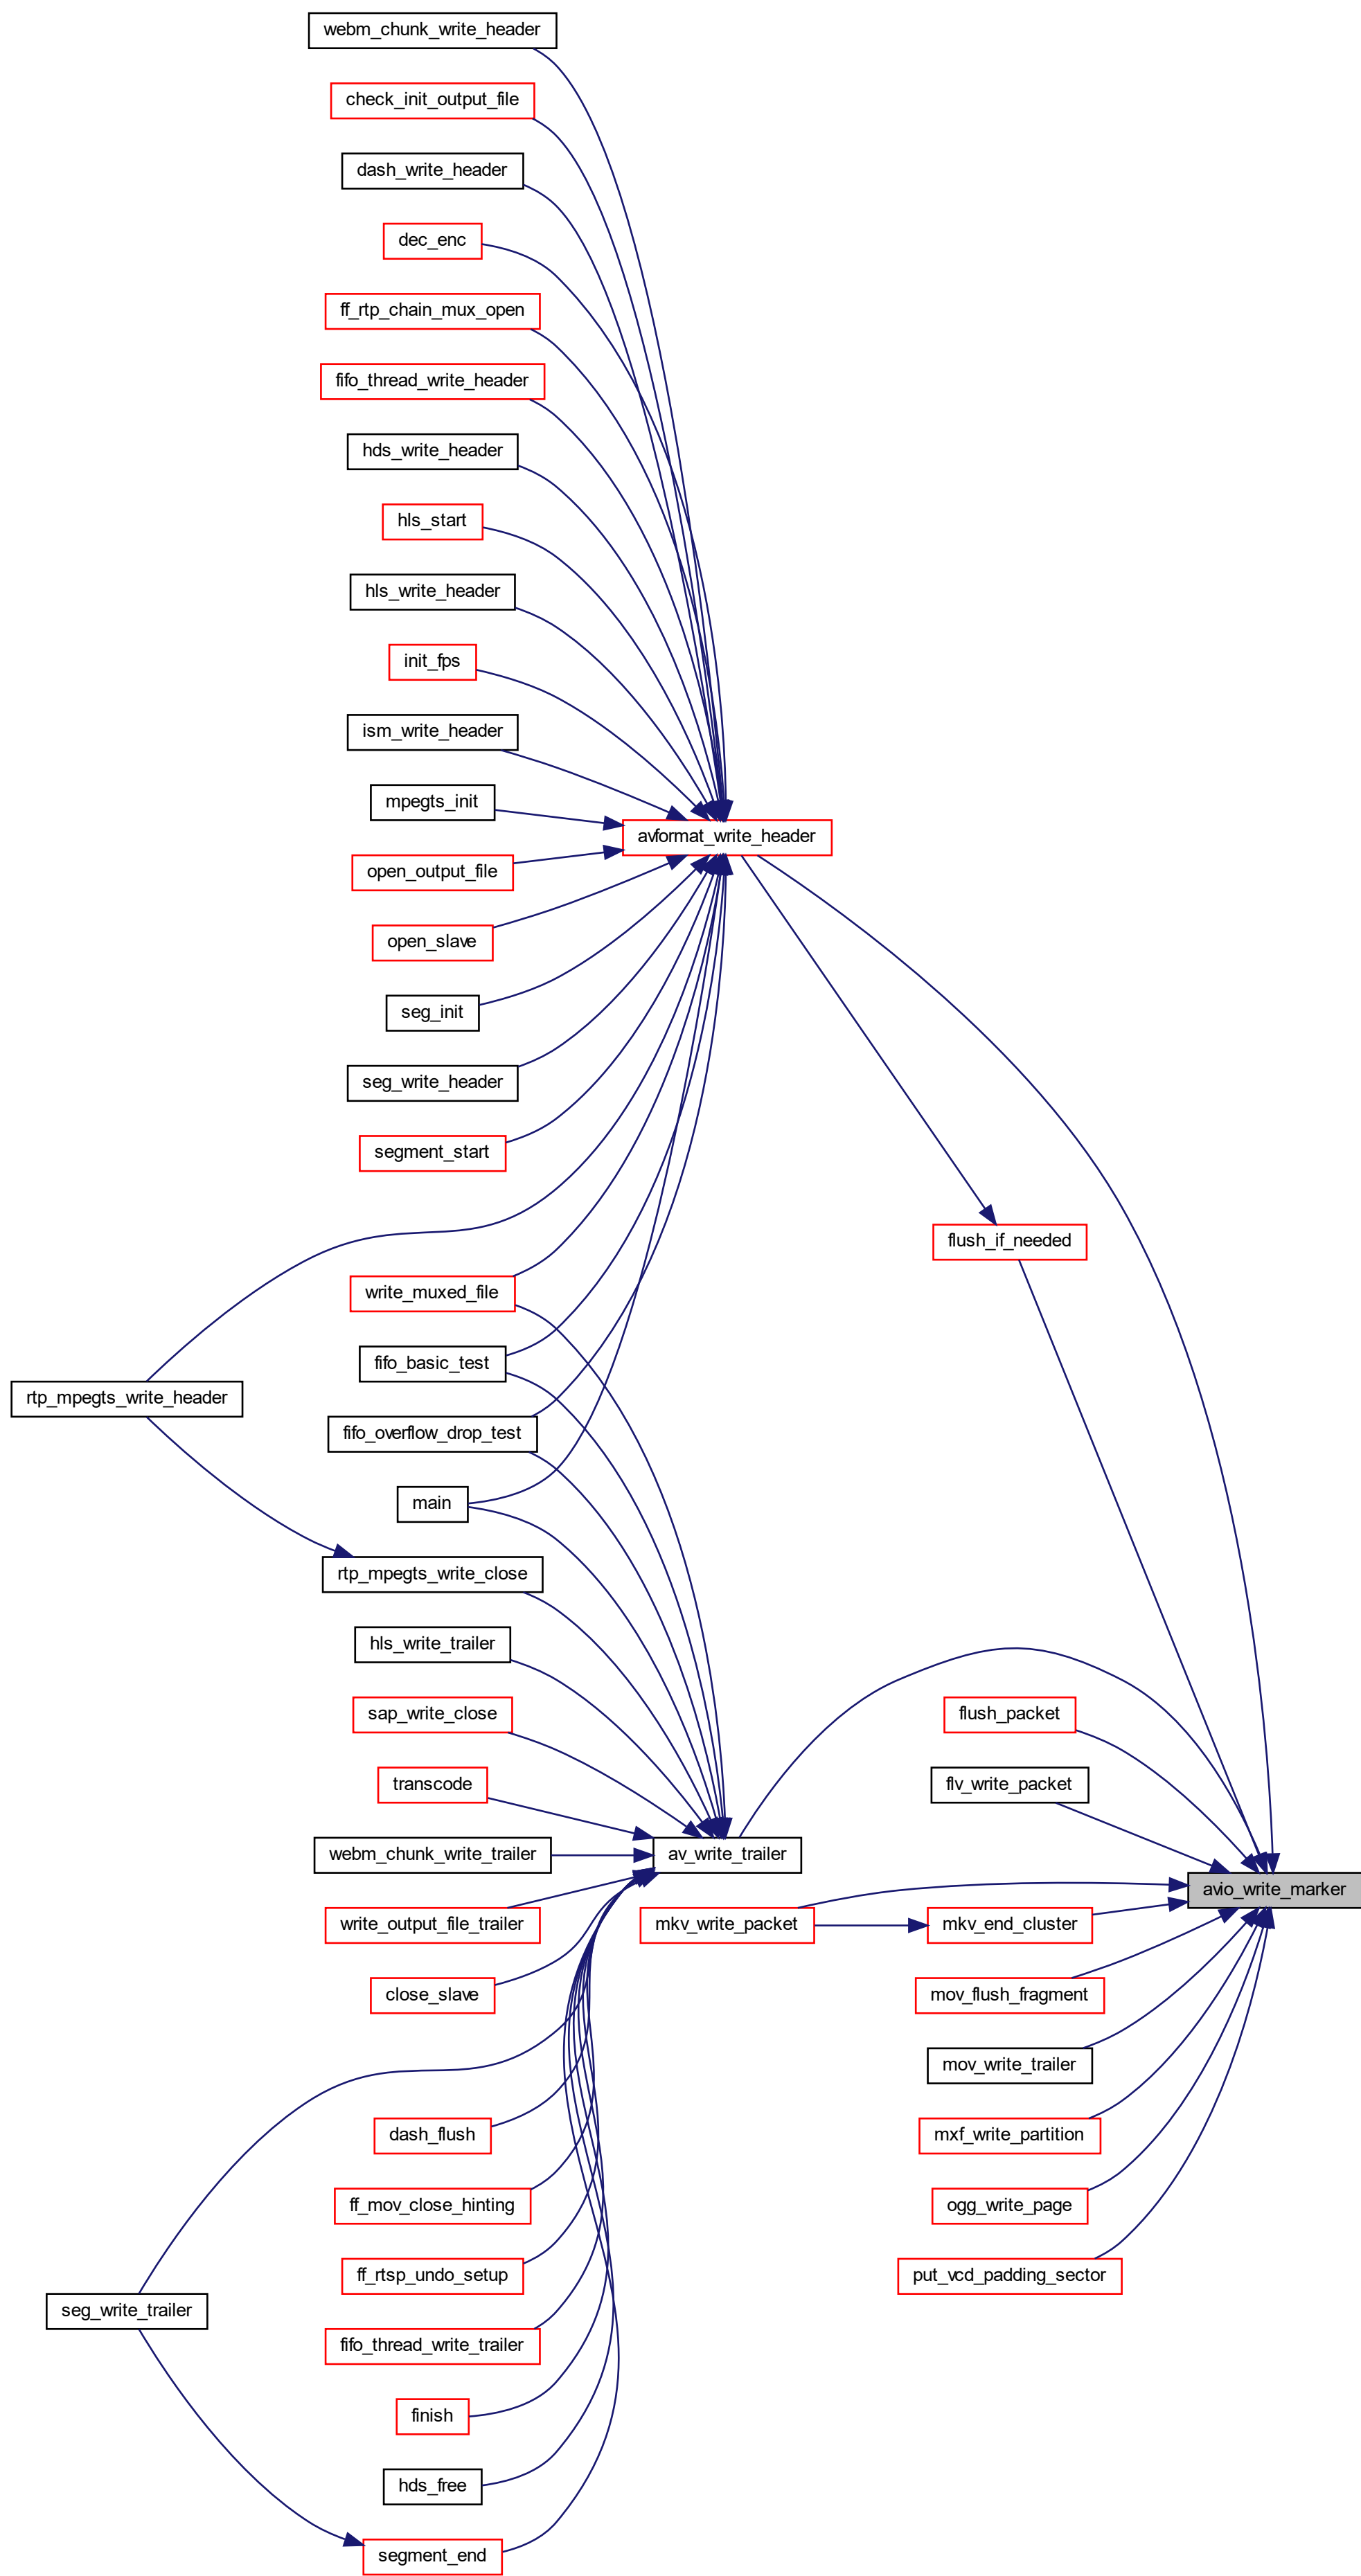 webm_chunk_write_header
check_init_output_file
dash_write_header
dec_enc
ff_rtp_chain_mux_open
fifo_thread_write_header
hds_write_header
hls_start
hls_write_header
init_fps
ism_write_header
mpegts_init
avformat_write_header
open_output_file
open_slave
seg_init
seg_write_header
segment_start
flush_if_needed
write_muxed_file
fifo_basic_test
rtp_mpegts_write_header
fifo_overflow_drop_test
main
rtp_mpegts_write_close
hls_write_trailer
sap_write_close
flush_packet
transcode
flv_write_packet
webm_chunk_write_trailer
av_write_trailer
avio_write_marker
write_output_file_trailer
mkv_write_packet
mkv_end_cluster
close_slave
mov_flush_fragment
mov_write_trailer
dash_flush
mxf_write_partition
ff_mov_close_hinting
ogg_write_page
ff_rtsp_undo_setup
put_vcd_padding_sector
seg_write_trailer
fifo_thread_write_trailer
finish
hds_free
segment_end